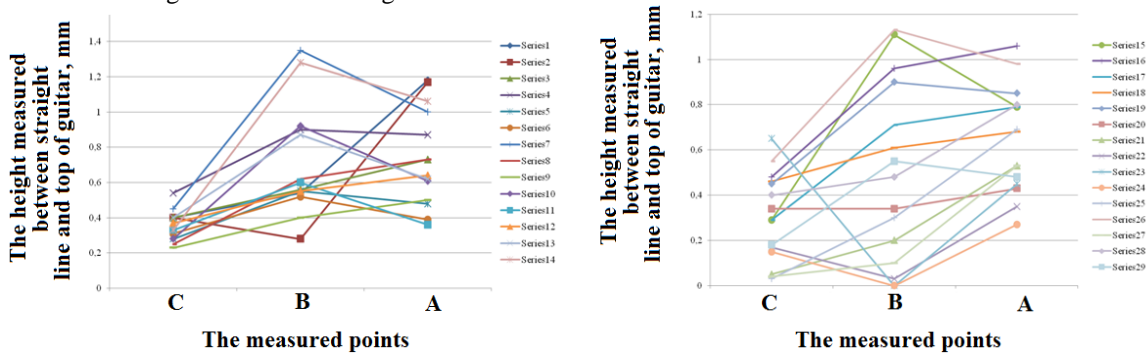 The height measured
between straight
line and top of guitar, mm
1.4
1.2
1
0.8
0.6
0.4
0.2
0
C
B
A
The measured points
Series1
Series2
Series3
Series4
Series5
Series6
Series7
Series8
Series9
Series10
Series11
Series12
Series13
Series14
The height measured
between straight
line and top of guitar, mm
1,2
1
0,8
0,6
0,4
0,2
0
C
B
A
The measured points
Series15
Series16
Series17
Series18
Series19
Series20
Series21
Series22
Series23
Series24
Series25
Series26
Series27
Series28
Series29